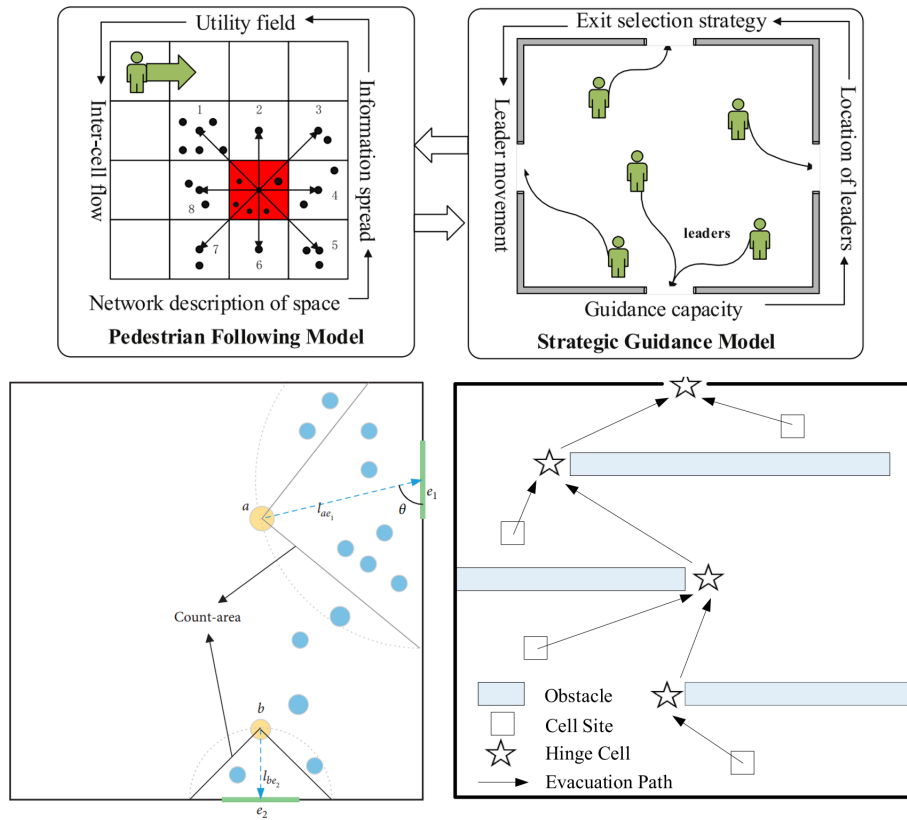 Utility field
Inter-cell flow
Information spread
1
2
3
4
8
7
6
5
Network description of space
Pedestrian Following Model
Exit selection strategy
Leader movement
Location of leaders
leaders
Guidance capacity
Strategic Guidance Model
a
l_{ae_1}
θ
e_1
Count-area
b
l_{be_2}
e_2
Obstacle
Cell Site
Hinge Cell
Evacuation Path